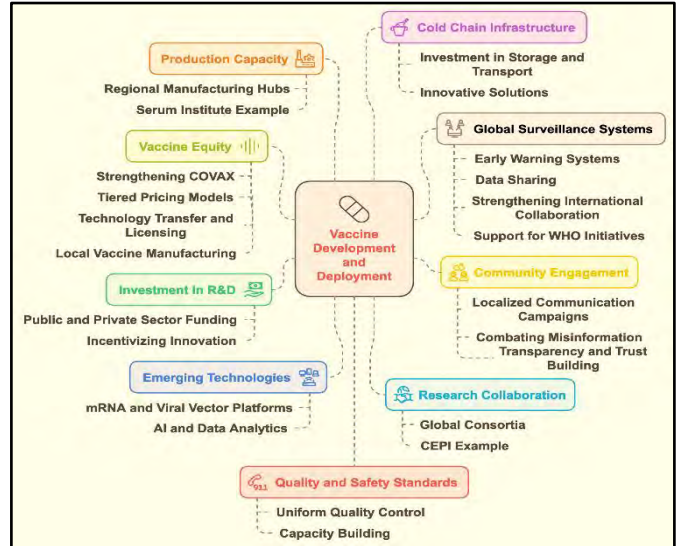 Cold Chain Infrastructure
Investment in Storage and
Transport
Innovative Solutions
Production Capacity
Regional Manufacturing Hubs
Serum Institute Example
Global Surveillance Systems
Early Warning Systems
Data Sharing
Strengthening International
Collaboration
Support for WHO Initiatives
Vaccine Equity
Strengthening COVAX
Tiered Pricing Models
Technology Transfer and
Licensing
Local Vaccine Manufacturing
Vaccine
Development
and
Deployment
Community Engagement
Localized Communication
Campaigns
Combating Misinformation
Transparency and Trust
Building
Investment in R&D
Public and Private Sector Funding
Incentivizing Innovation
Emerging Technologies
mRNA and Viral Vector Platforms
AI and Data Analytics
Research Collaboration
Global Consortia
CEPI Example
911
Quality and Safety Standards
Uniform Quality Control
Capacity Building